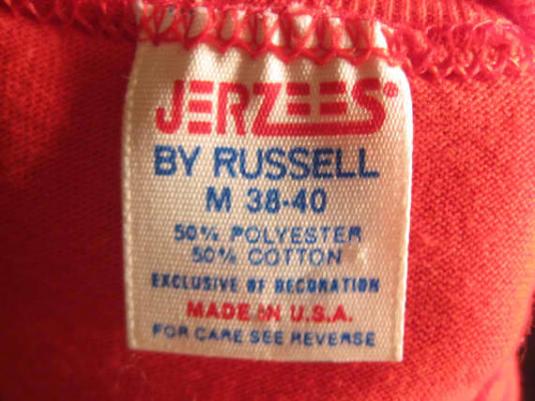 JERZEES®
BY RUSSELL
M 38-40
50% POLYESTER
50% COTTON
EXCLUSIVE OF DECORATION
MADE IN U.S.A.
FOR CARE SEE REVERSE